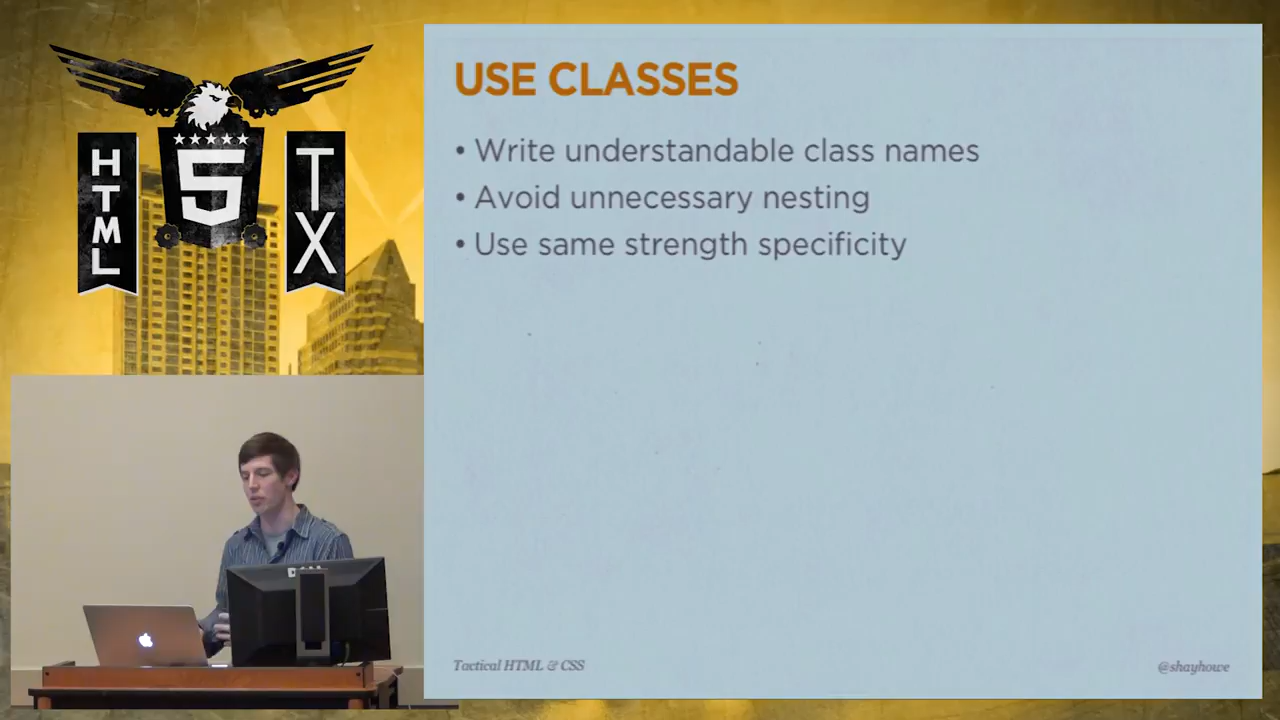 HTML
5
TX
USE CLASSES
• Write understandable class names
• Avoid unnecessary nesting
• Use same strength specificity
Tactical HTML & CSS
@shayhowe